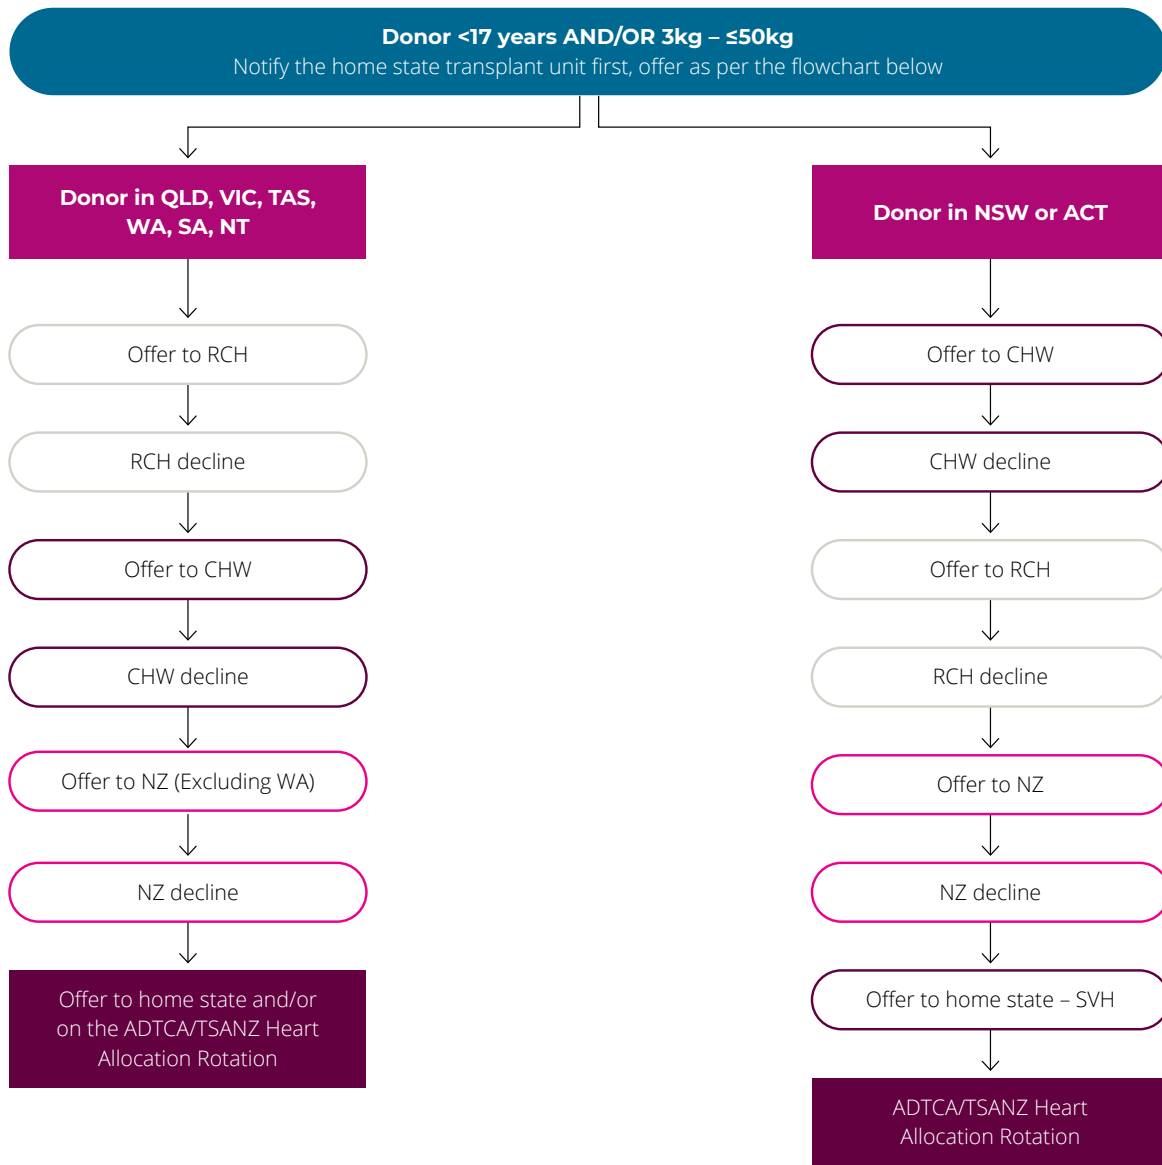 Donor <17 years AND/OR 3kg – ≤50kg
Notify the home state transplant unit first, offer as per the flowchart below
Donor in QLD, VIC, TAS,
WA, SA, NT
Offer to RCH
RCH decline
Offer to CHW
CHW decline
Offer to NZ (Excluding WA)
NZ decline
Offer to home state and/or
on the ADTCA/TSANZ Heart
Allocation Rotation
Donor in NSW or ACT
Offer to CHW
CHW decline
Offer to RCH
RCH decline
Offer to NZ
NZ decline
Offer to home state – SVH
ADTCA/TSANZ Heart
Allocation Rotation